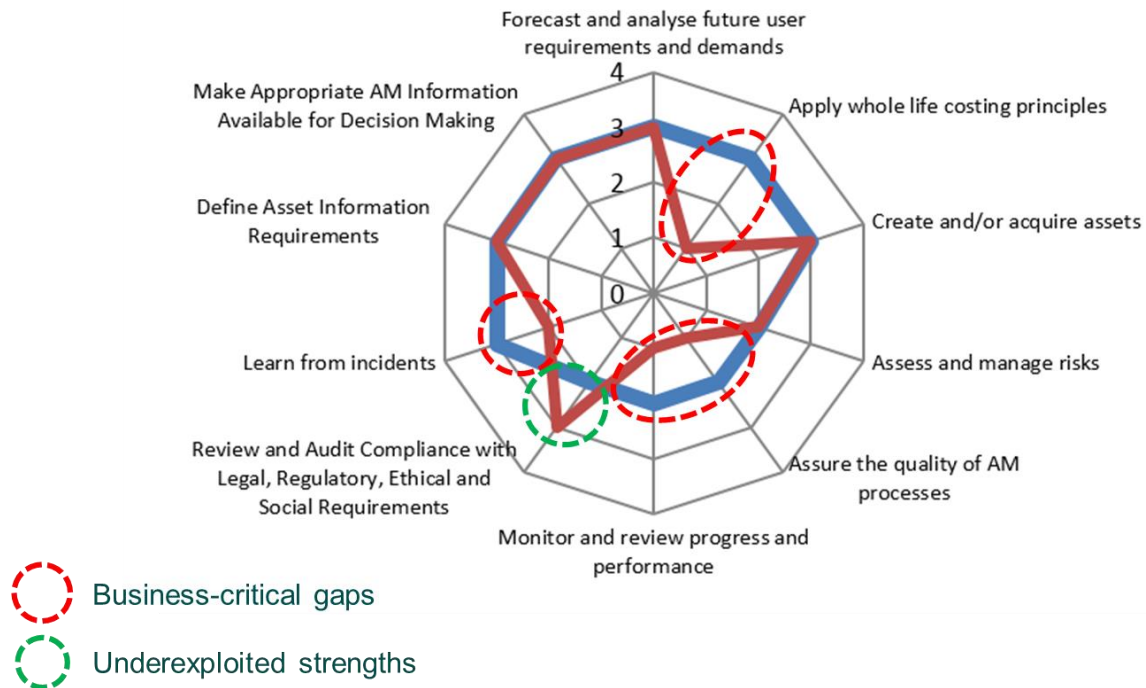 Forecast and analyse future user
requirements and demands
4
Make Appropriate AM Information
Available for Decision Making
Apply whole life costing principles
3
2
Define Asset Information
Requirements
Create and/or acquire assets
1
0
Learn from incidents
Assess and manage risks
Review and Audit Compliance with
Legal, Regulatory, Ethical and
Social Requirements
Assure the quality of AM
processes
Monitor and review progress and
performance
Business-critical gaps
Underexploited strengths